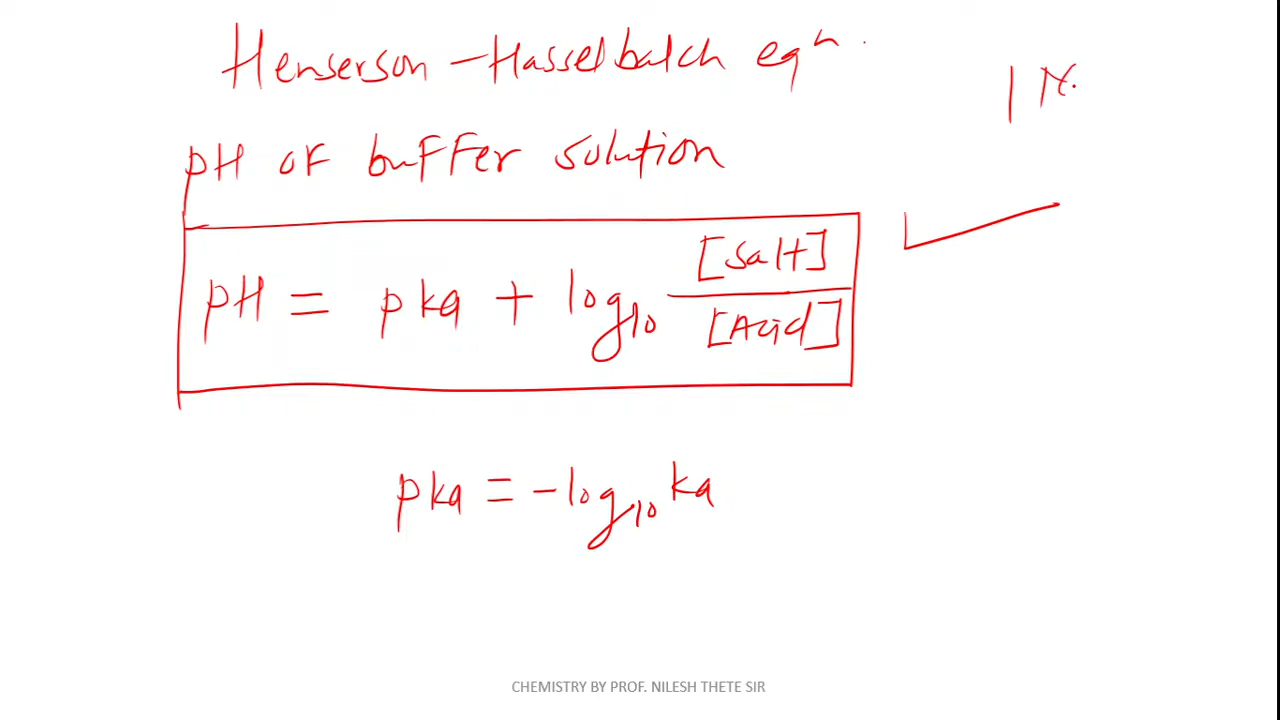 Henserson - Hasselbalch eqⁿ.
1 M.
pH of buffer solution
pH = pka + log₁₀ [Salt] / [Acid]
pka = -log₁₀ ka
CHEMISTRY BY PROF. NILESH THETE SIR